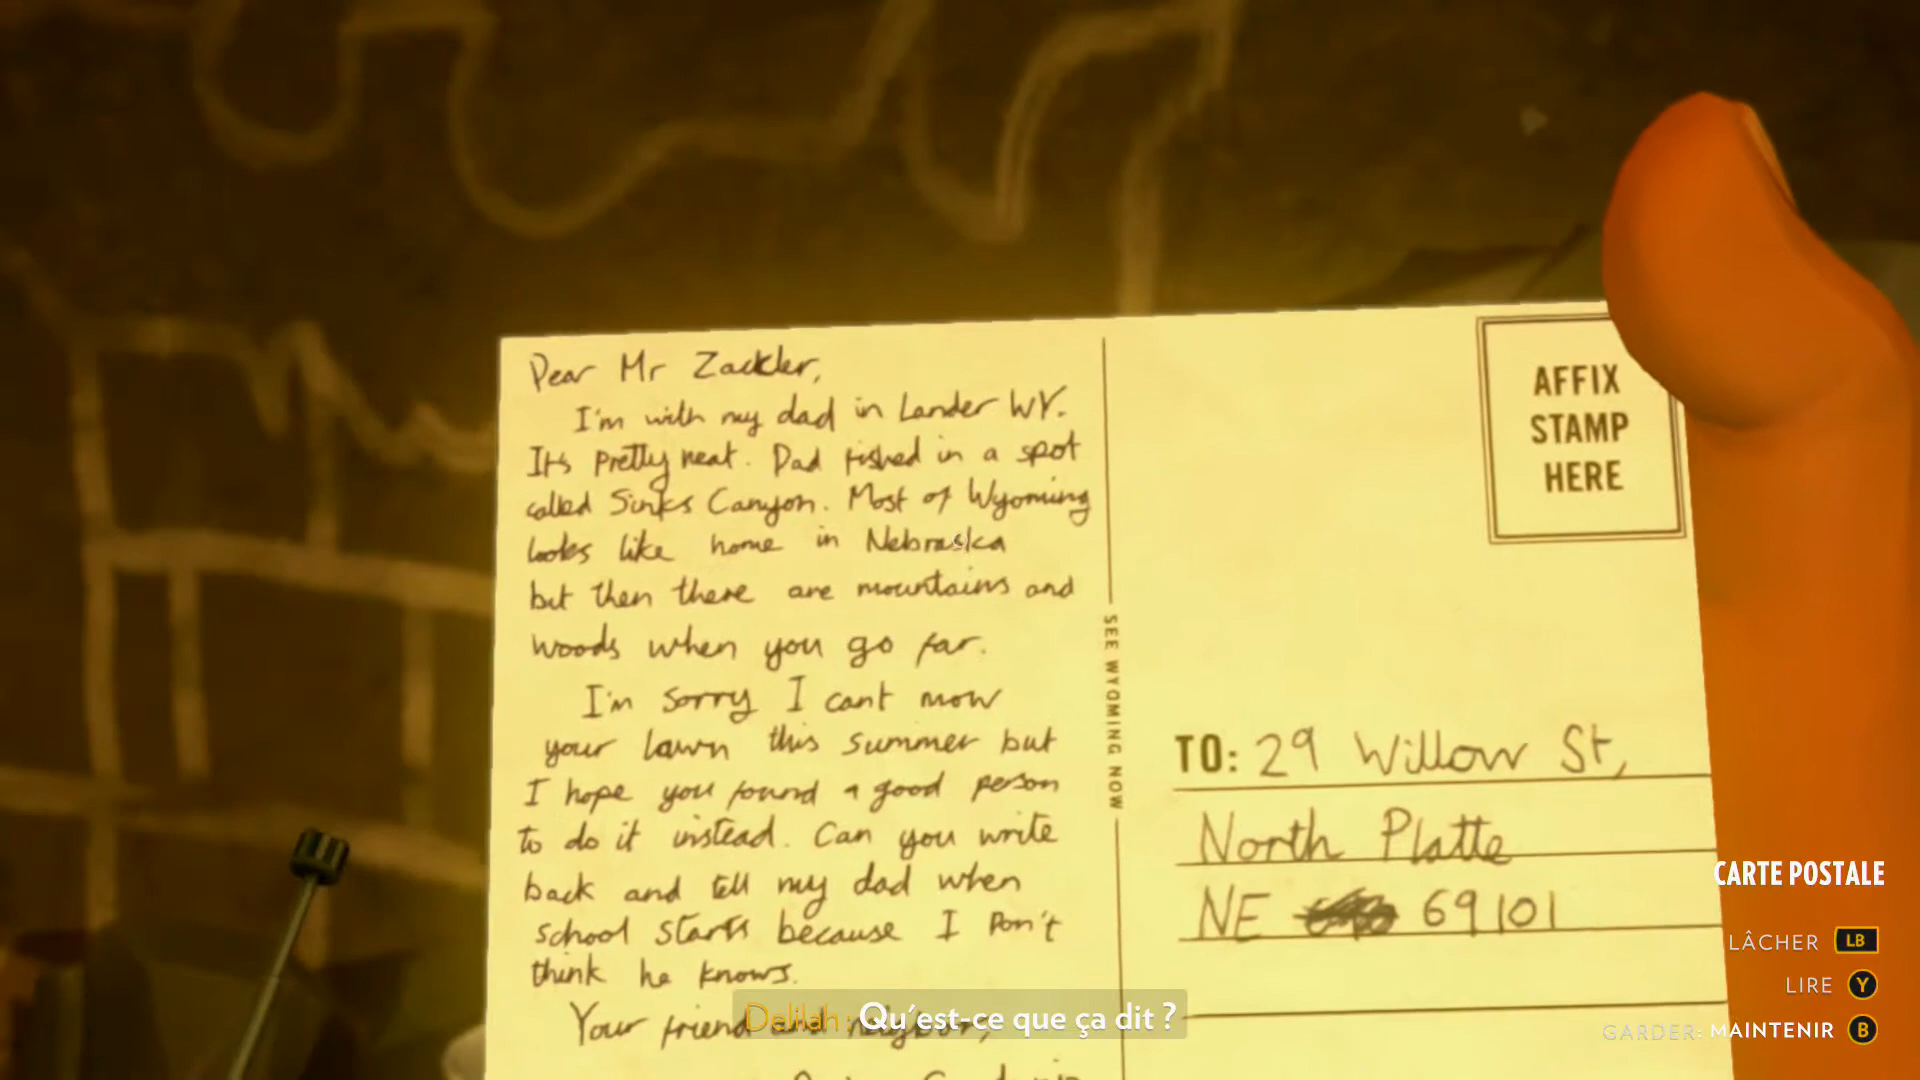 Dear Mr Zackler,
I'm with my dad in Lander WY.
It's pretty neat. Dad fished in a spot
called Sinks Canyon. Most of Wyoming
looks like home in Nebraska
but then there are mountains and
woods when you go far.
I'm sorry I cant mow
your lawn this summer but
I hope you found a good person
to do it instead. Can you write
back and tell my dad when
school starts because I Don't
think he knows.
Your friend and neighbor,
SEE WYOMING NOW
AFFIX
STAMP
HERE
TO: 29 Willow St,
North Platte
NE 69101
CARTE POSTALE
LÂCHER LB
LIRE Y
GARDER: MAINTENIR B
Delilah : Qu'est-ce que ça dit ?